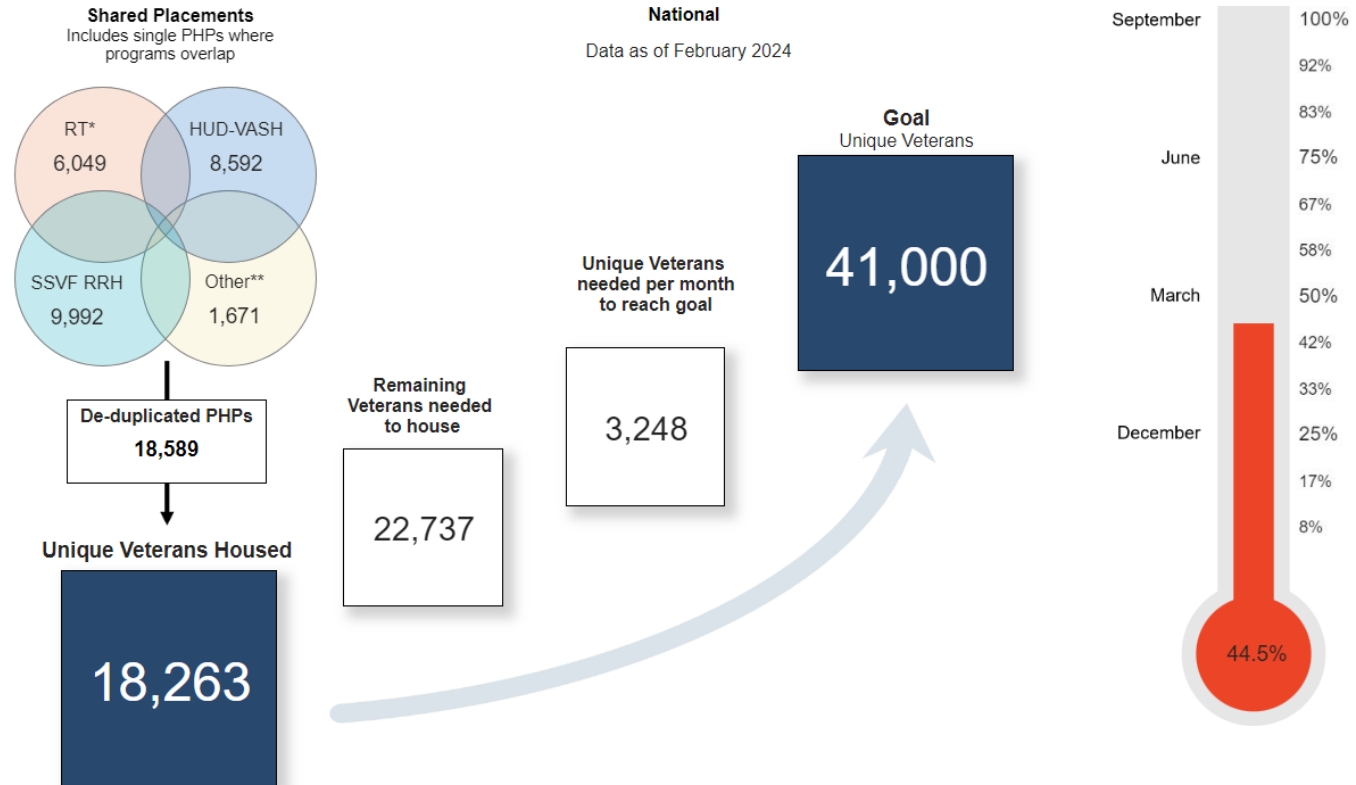 Shared Placements
Includes single PHPs where
programs overlap
RT*
6,049
HUD-VASH
8,592
SSVF RRH
9,992
Other**
1,671
De-duplicated PHPs
18,589
Unique Veterans Housed
18,263
National
Data as of February 2024
Remaining
Veterans needed
to house
22,737
Unique Veterans
needed per month
to reach goal
3,248
Goal
Unique Veterans
41,000
September
100%
92%
83%
June
75%
67%
58%
March
50%
42%
33%
December
25%
17%
8%
44.5%